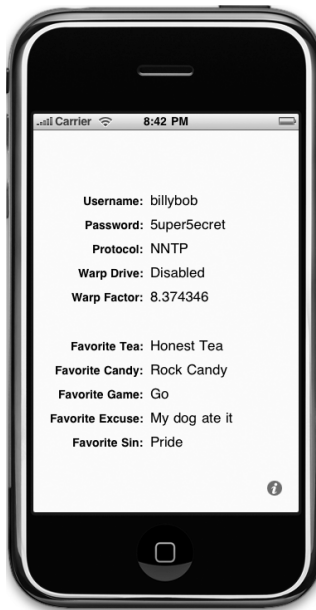 Carrier 8:42 PM
Username: billybob
Password: 5uper5ecret
Protocol: NNTP
Warp Drive: Disabled
Warp Factor: 8.374346
Favorite Tea: Honest Tea
Favorite Candy: Rock Candy
Favorite Game: Go
Favorite Excuse: My dog ate it
Favorite Sin: Pride
i